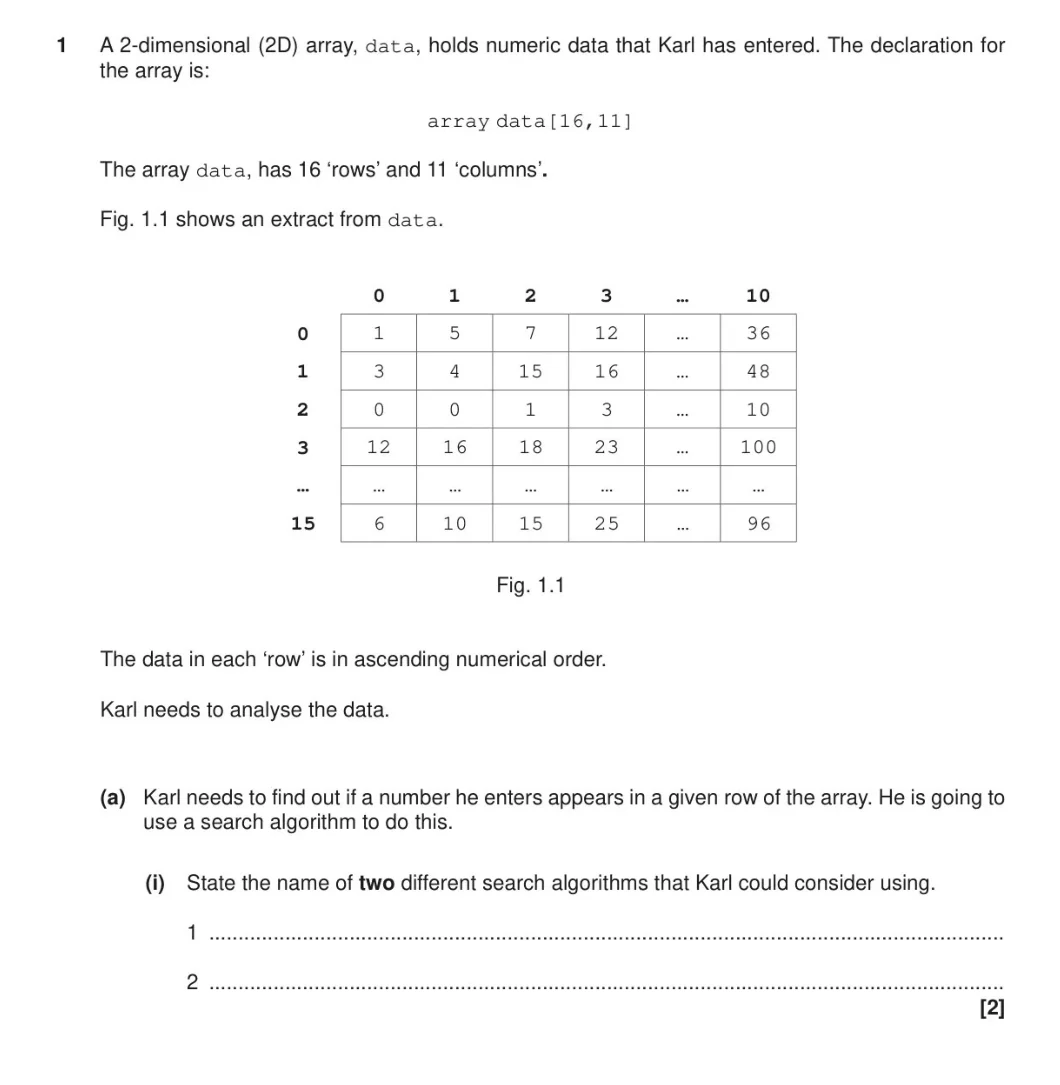 1 A 2-dimensional (2D) array, data, holds numeric data that Karl has entered. The declaration for
the array is:
array data[16,11]
The array data, has 16 ‘rows’ and 11 ‘columns’.
Fig. 1.1 shows an extract from data.
0 1 2 3 ... 10
0 1 5 7 12 ... 36
1 3 4 15 16 ... 48
2 0 0 1 3 ... 10
3 12 16 18 23 ... 100
... ... ... ... ... ... ...
15 6 10 15 25 ... 96
Fig. 1.1
The data in each ‘row’ is in ascending numerical order.
Karl needs to analyse the data.
(a) Karl needs to find out if a number he enters appears in a given row of the array. He is going to
use a search algorithm to do this.
(i) State the name of two different search algorithms that Karl could consider using.
1 ..........................................................................................................................................
2 ..........................................................................................................................................
[2]